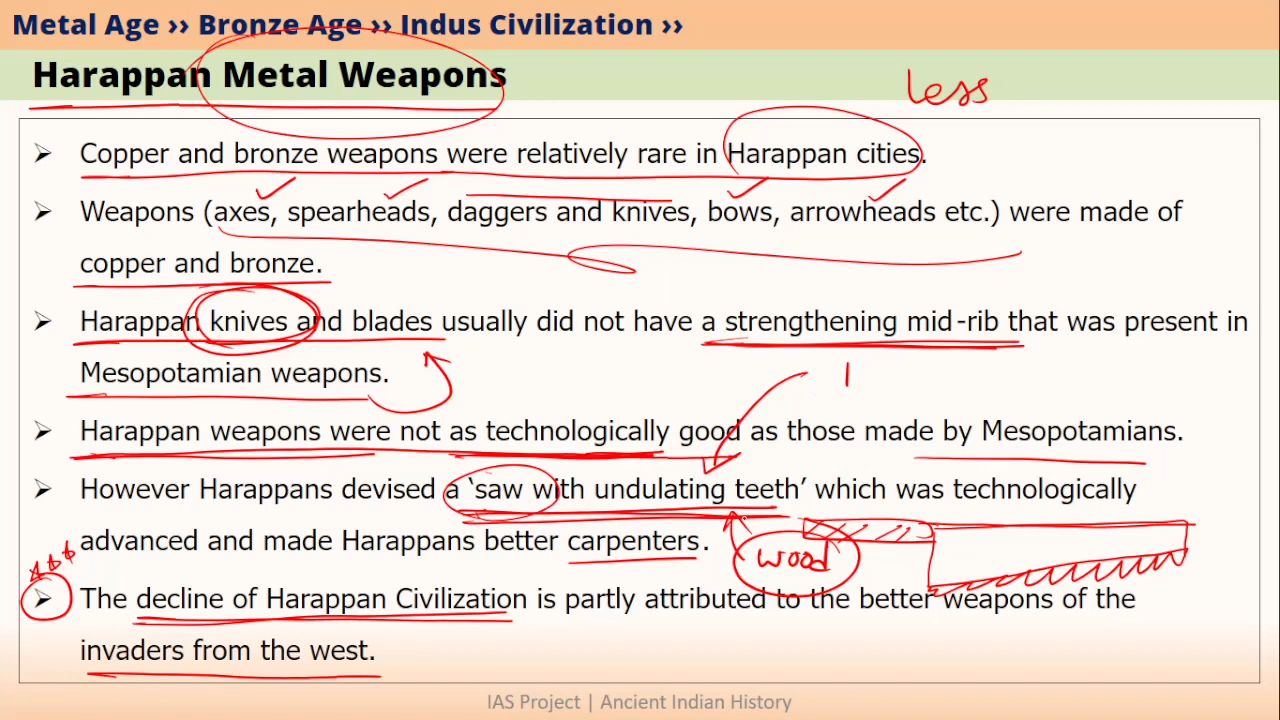 Metal Age ›› Bronze Age ›› Indus Civilization ››
Harappan Metal Weapons
less
➢ Copper and bronze weapons were relatively rare in Harappan cities.
➢ Weapons (axes, spearheads, daggers and knives, bows, arrowheads etc.) were made of
copper and bronze.
➢ Harappan knives and blades usually did not have a strengthening mid-rib that was present in
Mesopotamian weapons.
➢ Harappan weapons were not as technologically good as those made by Mesopotamians.
➢ However Harappans devised a ‘saw with undulating teeth’ which was technologically
advanced and made Harappans better carpenters.
wood
➢ The decline of Harappan Civilization is partly attributed to the better weapons of the
invaders from the west.
IAS Project | Ancient Indian History